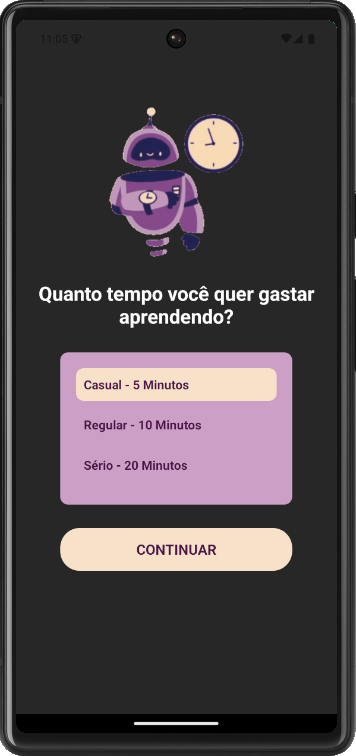 11:05
Quanto tempo você quer gastar
aprendendo?
Casual - 5 Minutos
Regular - 10 Minutos
Sério - 20 Minutos
CONTINUAR